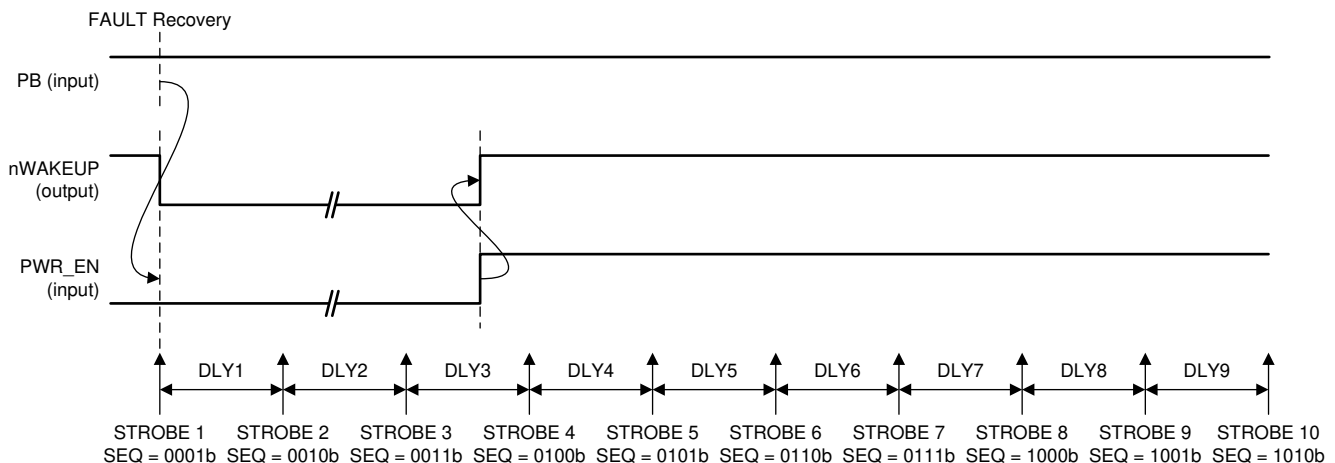 FAULT Recovery
PB (input)
nWAKEUP
(output)
PWR_EN
(input)
DLY1 DLY2 DLY3 DLY4 DLY5 DLY6 DLY7 DLY8 DLY9
STROBE 1 STROBE 2 STROBE 3 STROBE 4 STROBE 5 STROBE 6 STROBE 7 STROBE 8 STROBE 9 STROBE 10
SEQ = 0001b SEQ = 0010b SEQ = 0011b SEQ = 0100b SEQ = 0101b SEQ = 0110b SEQ = 0111b SEQ = 1000b SEQ = 1001b SEQ = 1010b